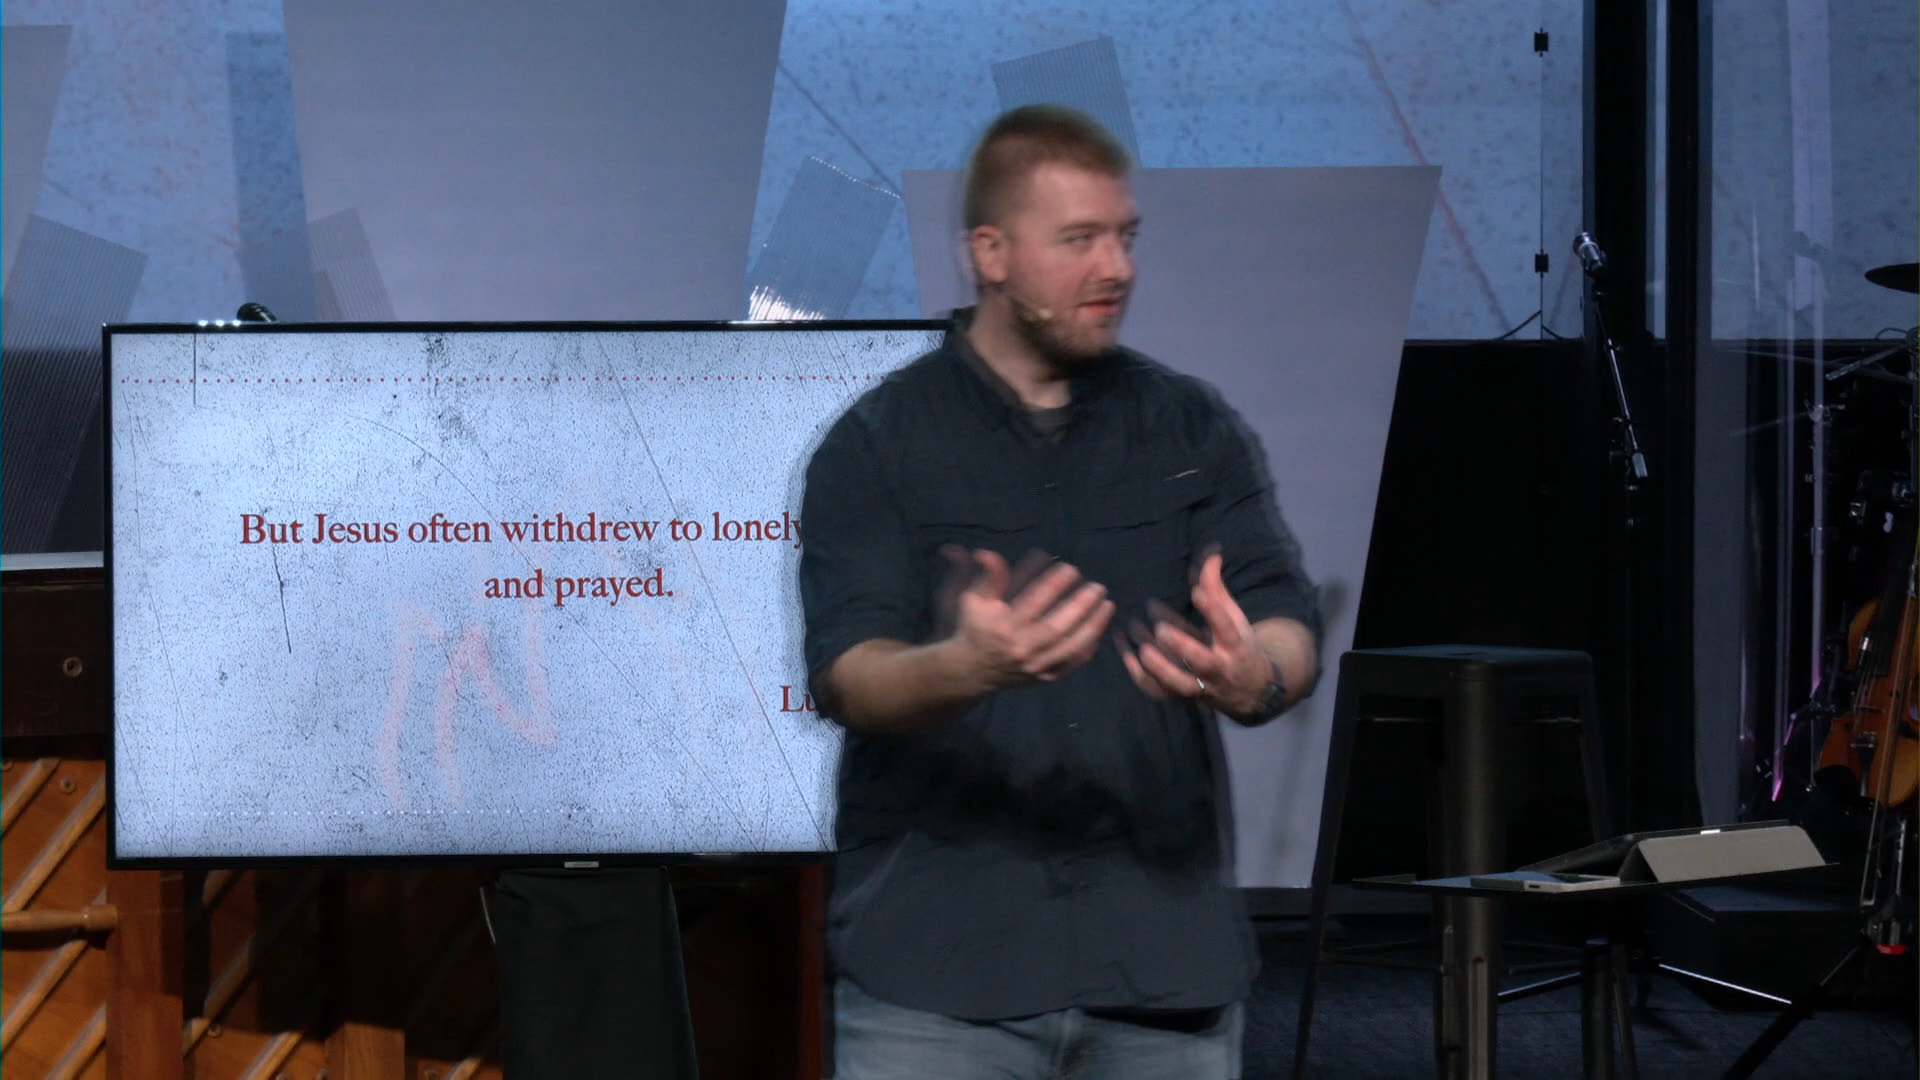 But Jesus often withdrew to lonely
and prayed.